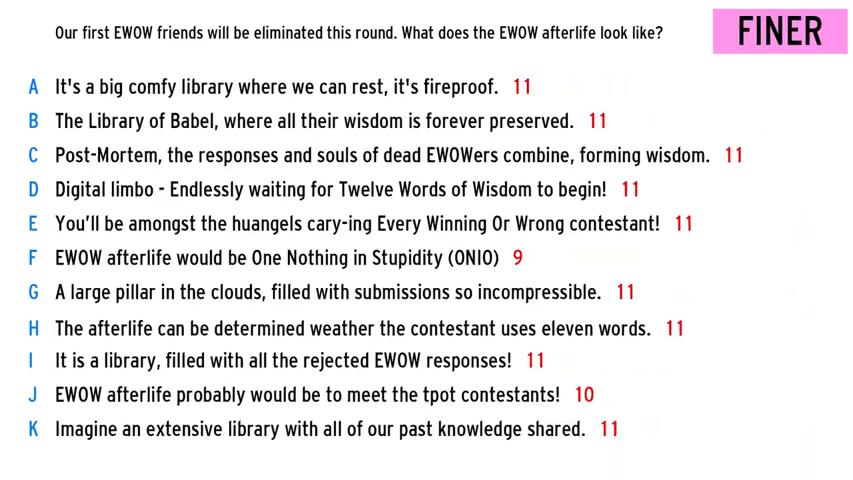 Our first EWOW friends will be eliminated this round. What does the EWOW afterlife look like?
FINER
A It's a big comfy library where we can rest, it's fireproof. 11
B The Library of Babel, where all their wisdom is forever preserved. 11
C Post-Mortem, the responses and souls of dead EWOWers combine, forming wisdom. 11
D Digital limbo - Endlessly waiting for Twelve Words of Wisdom to begin! 11
E You’ll be amongst the huangels cary-ing Every Winning Or Wrong contestant! 11
F EWOW afterlife would be One Nothing in Stupidity (ONIO) 9
G A large pillar in the clouds, filled with submissions so incompressible. 11
H The afterlife can be determined weather the contestant uses eleven words. 11
I It is a library, filled with all the rejected EWOW responses! 11
J EWOW afterlife probably would be to meet the tpot contestants! 10
K Imagine an extensive library with all of our past knowledge shared. 11